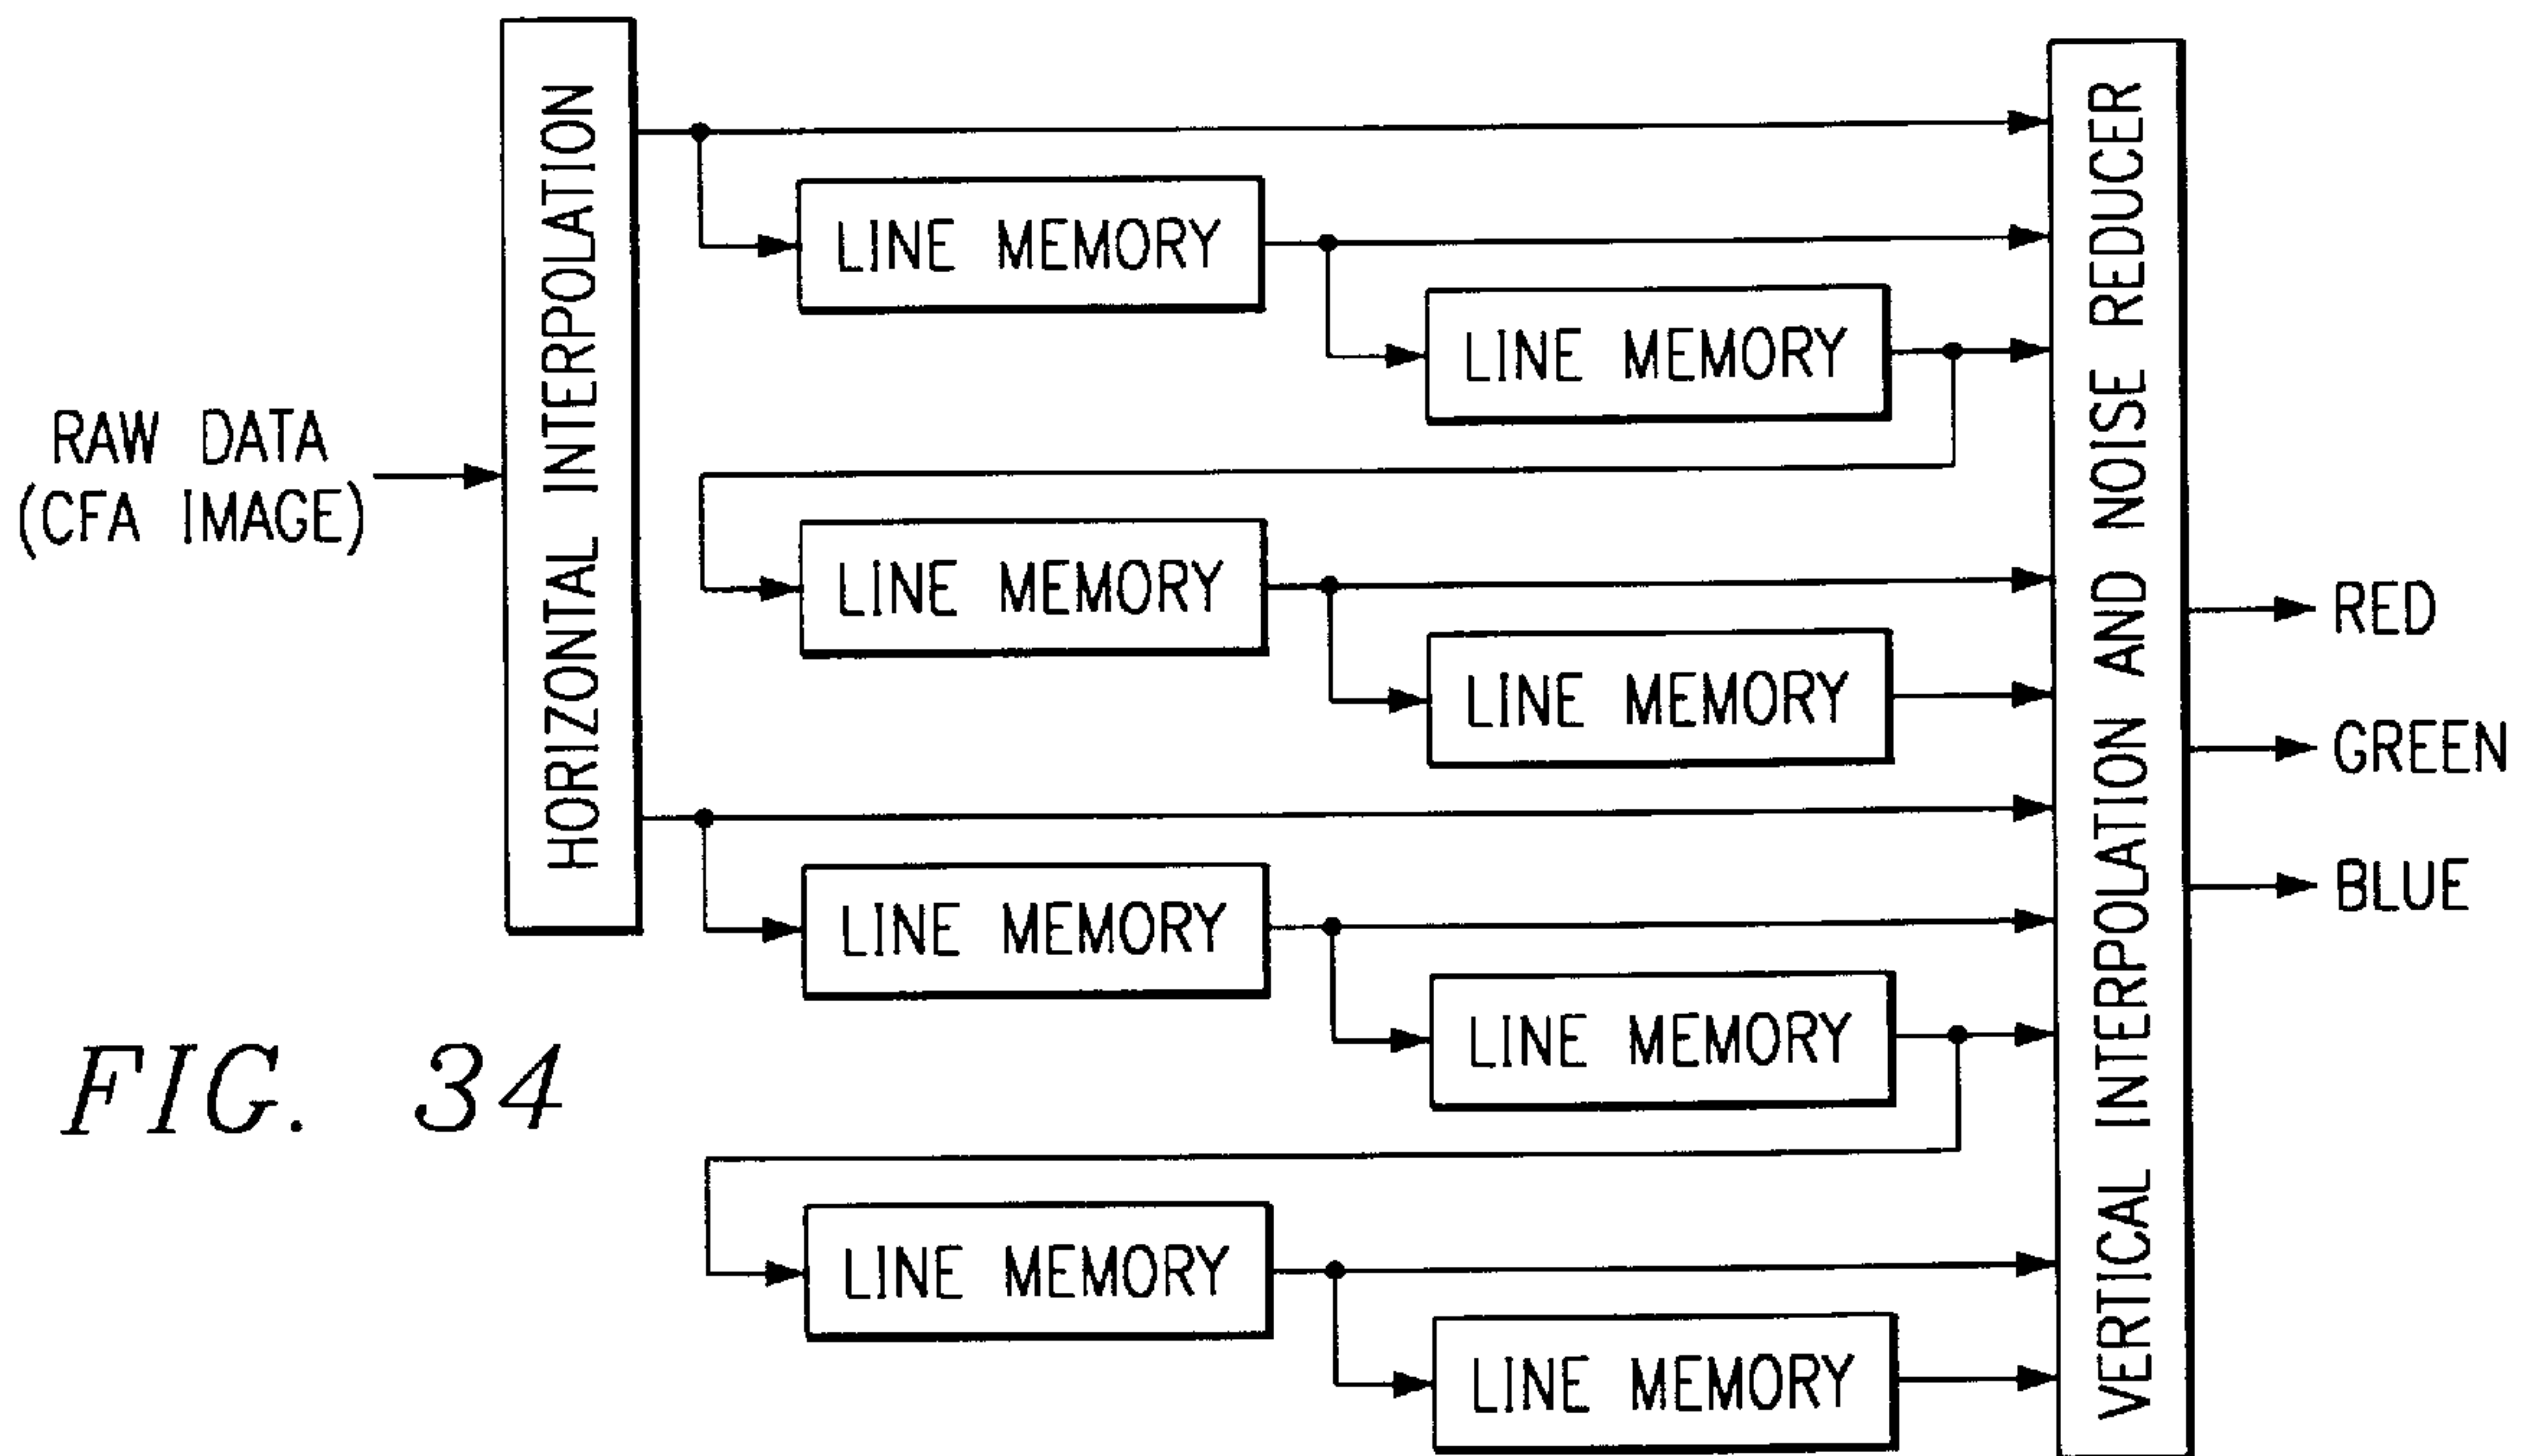 RAW DATA
(CFA IMAGE)
HORIZONTAL INTERPOLATION
LINE MEMORY
LINE MEMORY
LINE MEMORY
LINE MEMORY
LINE MEMORY
LINE MEMORY
LINE MEMORY
LINE MEMORY
VERTICAL INTERPOLATION AND NOISE REDUCER
RED
GREEN
BLUE
FIG. 34